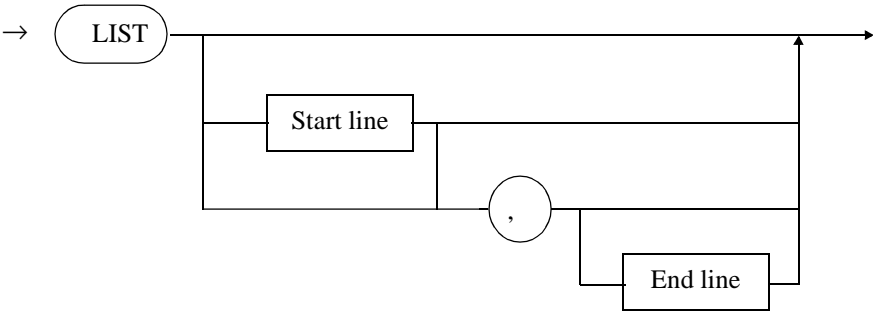 → LIST
Start line
,
End line